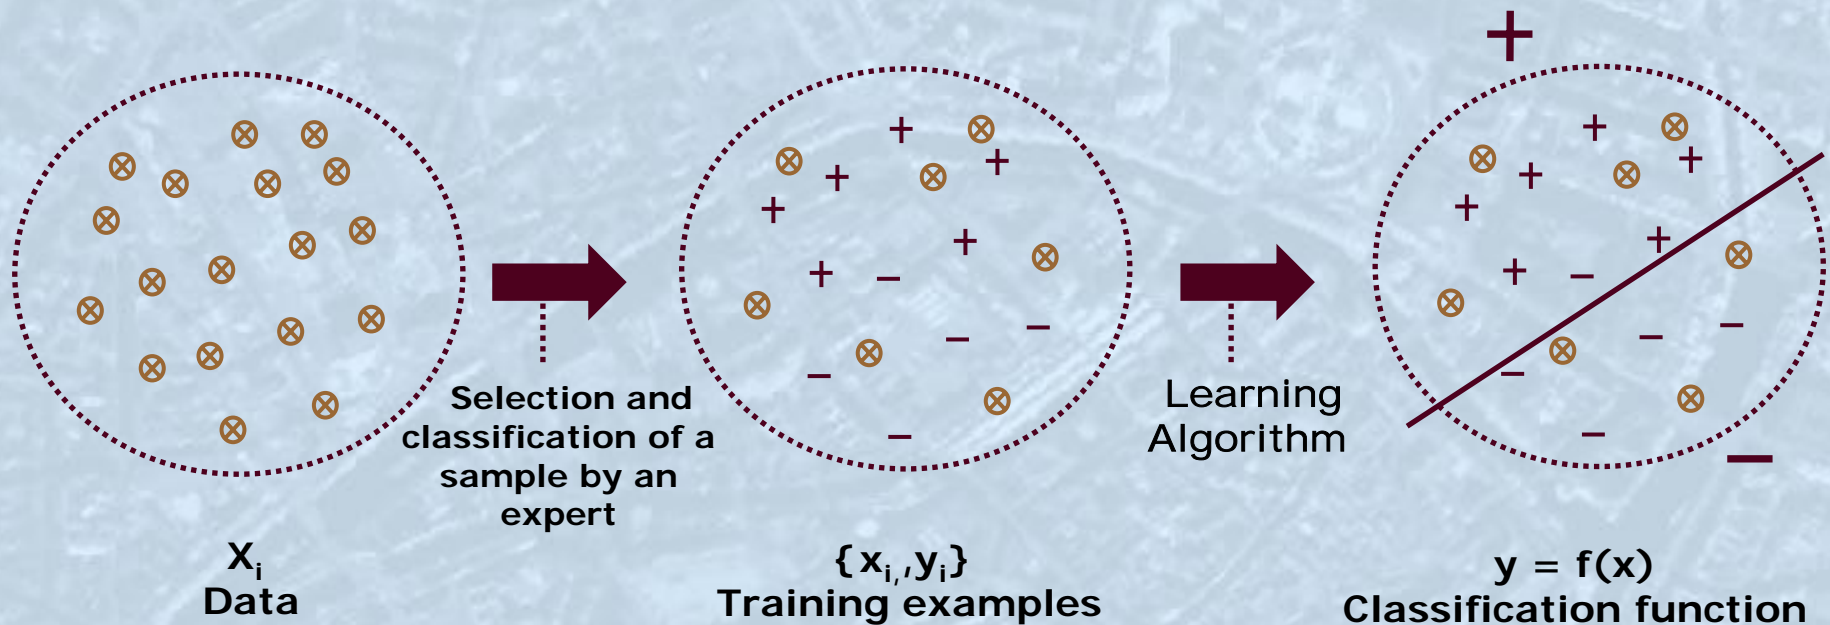 Selection and
classification of a
sample by an
expert
Xi
Data
Learning
Algorithm
{xi,,yi}
Training examples
y = f(x)
Classification function